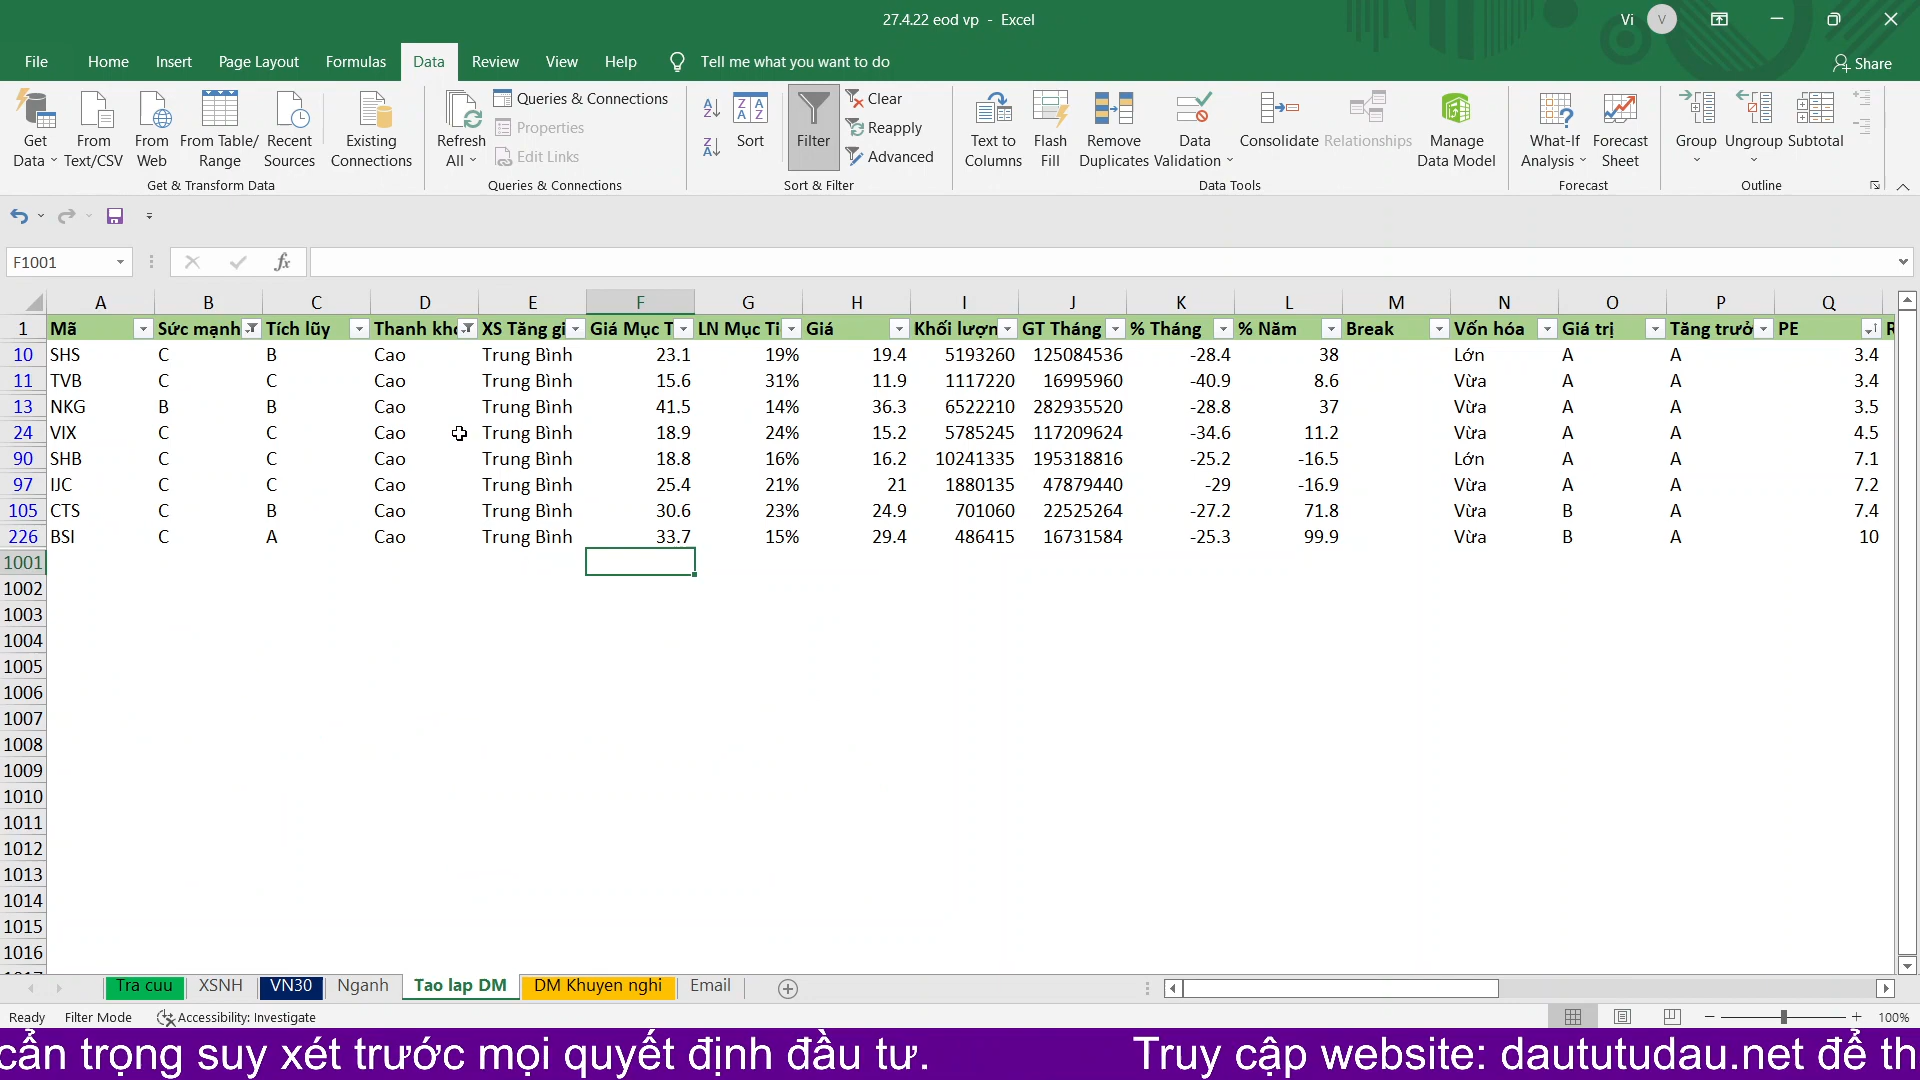 27.4.22 eod vp - Excel
Vi V
File Home Insert Page Layout Formulas Data Review View Help Tell me what you want to do Share
Get Data
From Text/CSV
From Web
From Table/ Range
Recent Sources
Existing Connections
Get & Transform Data
Refresh All
Queries & Connections
Properties
Edit Links
Queries & Connections
Sort
Filter
Clear
Reapply
Advanced
Sort & Filter
Text to Columns
Flash Fill
Remove Duplicates
Data Validation
Consolidate
Relationships
Manage Data Model
Data Tools
What-If Analysis
Forecast Sheet
Forecast
Group
Ungroup
Subtotal
Outline
F1001 fx
A B C D E F G H I J K L M N O P Q
1 Mã Sức mạnh Tích lũy Thanh kho XS Tăng gi Giá Mục T LN Mục Ti Giá Khối lượn GT Tháng % Tháng % Năm Break Vốn hóa Giá trị Tăng trưở PE R
10 SHS C B Cao Trung Bình 23.1 19% 19.4 5193260 125084536 -28.4 38 Lớn A A 3.4
11 TVB C C Cao Trung Bình 15.6 31% 11.9 1117220 16995960 -40.9 8.6 Vừa A A 3.4
13 NKG B B Cao Trung Bình 41.5 14% 36.3 6522210 282935520 -28.8 37 Vừa A A 3.5
24 VIX C C Cao Trung Bình 18.9 24% 15.2 5785245 117209624 -34.6 11.2 Vừa A A 4.5
90 SHB C C Cao Trung Bình 18.8 16% 16.2 10241335 195318816 -25.2 -16.5 Lớn A A 7.1
97 IJC C C Cao Trung Bình 25.4 21% 21 1880135 47879440 -29 -16.9 Vừa A A 7.2
105 CTS C B Cao Trung Bình 30.6 23% 24.9 701060 22525264 -27.2 71.8 Vừa B A 7.4
226 BSI C A Cao Trung Bình 33.7 15% 29.4 486415 16731584 -25.3 99.9 Vừa B A 10
1001
1002
1003
1004
1005
1006
1007
1008
1009
1010
1011
1012
1013
1014
1015
1016
Tra cuu XSNH VN30 Nganh Tao lap DM DM Khuyen nghi Email
Ready Filter Mode Accessibility: Investigate 100%
cẩn trọng suy xét trước mọi quyết định đầu tư. Truy cập website: daututudau.net để th